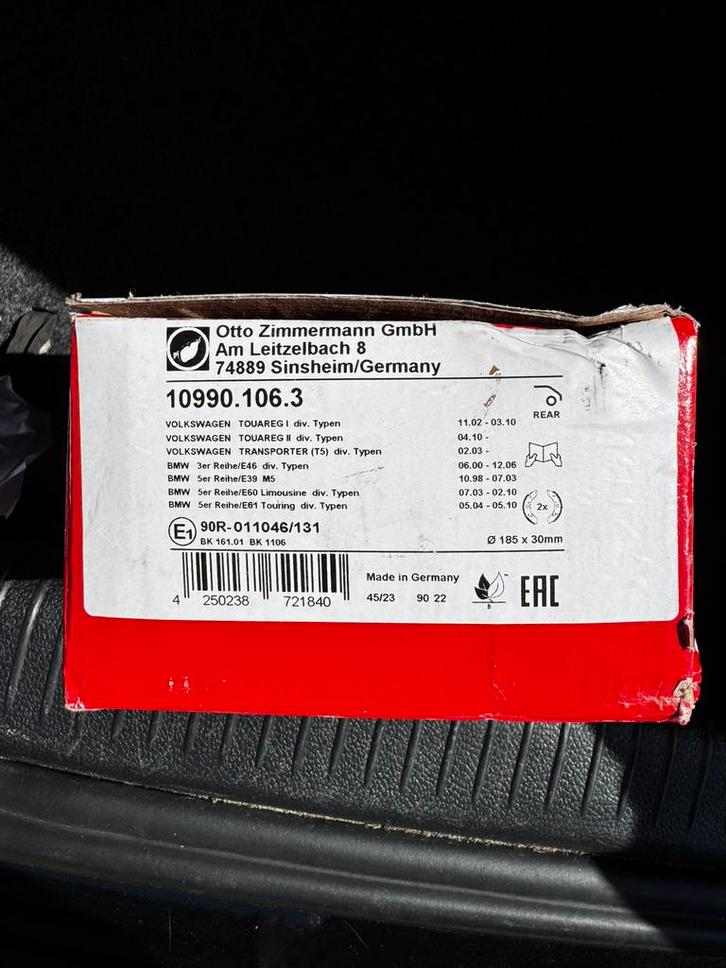 Otto Zimmermann GmbH
Am Leitzelbach 8
74889 Sinsheim/Germany
10990.106.3
REAR
VOLKSWAGEN TOUAREG I div. Typen 11.02 - 03.10
VOLKSWAGEN TOUAREG II div. Typen 04.10 -
VOLKSWAGEN TRANSPORTER (T5) div. Typen 02.03 -
BMW 3er Reihe/E46 div. Typen 06.00 - 12.06
BMW 5er Reihe/E39 M5 10.98 - 07.03
BMW 5er Reihe/E60 Limousine div. Typen 07.03 - 02.10
BMW 5er Reihe/E61 Touring div. Typen 05.04 - 05.10
2x
E1 90R-011046/131
BK 161.01 BK 1106
Ø 185 x 30mm
Made in Germany
45/23 90 22
B
EAC
4 250238 721840